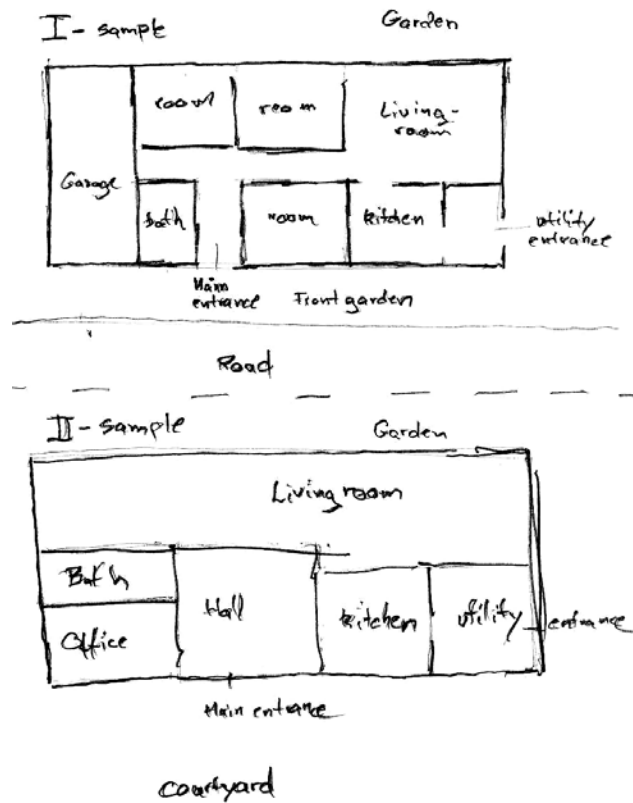 I - sample
Garden
room
room
Living-
room
Garage
bath
room
kitchen
utility
entrance
Main
entrance
Front garden
Road
II - sample
Garden
Living room
Bath
Hall
Office
kitchen
utility
entrance
Main entrance
Courtyard